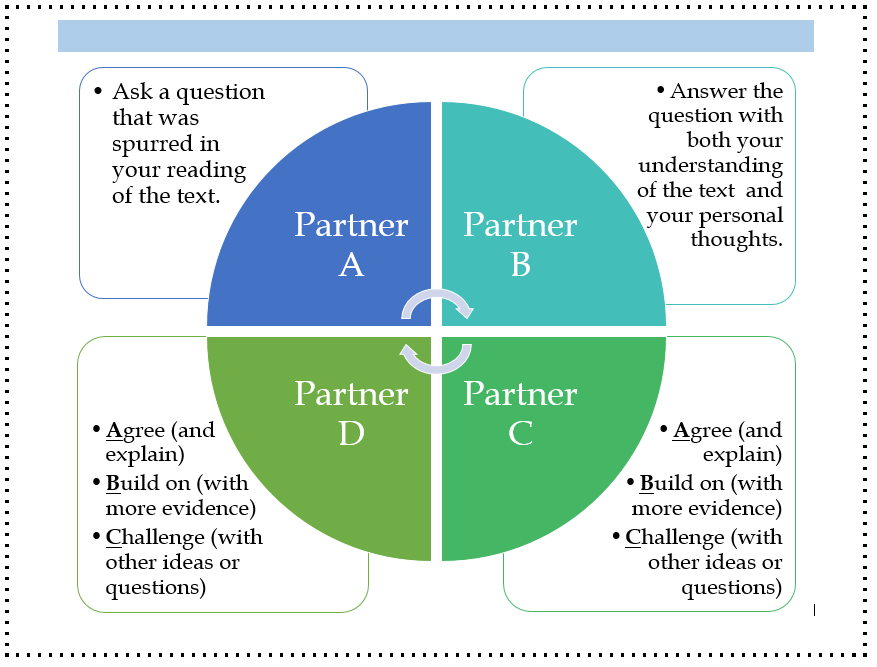 • Ask a question
that was
spurred in
your reading
of the text.
• Answer the
question with
both your
understanding
of the text and
your personal
thoughts.
Partner
A
Partner
B
Partner
D
Partner
C
• Agree (and
explain)
• Build on (with
more evidence)
• Challenge (with
other ideas or
questions)
• Agree (and
explain)
• Build on (with
more evidence)
• Challenge (with
other ideas or
questions)